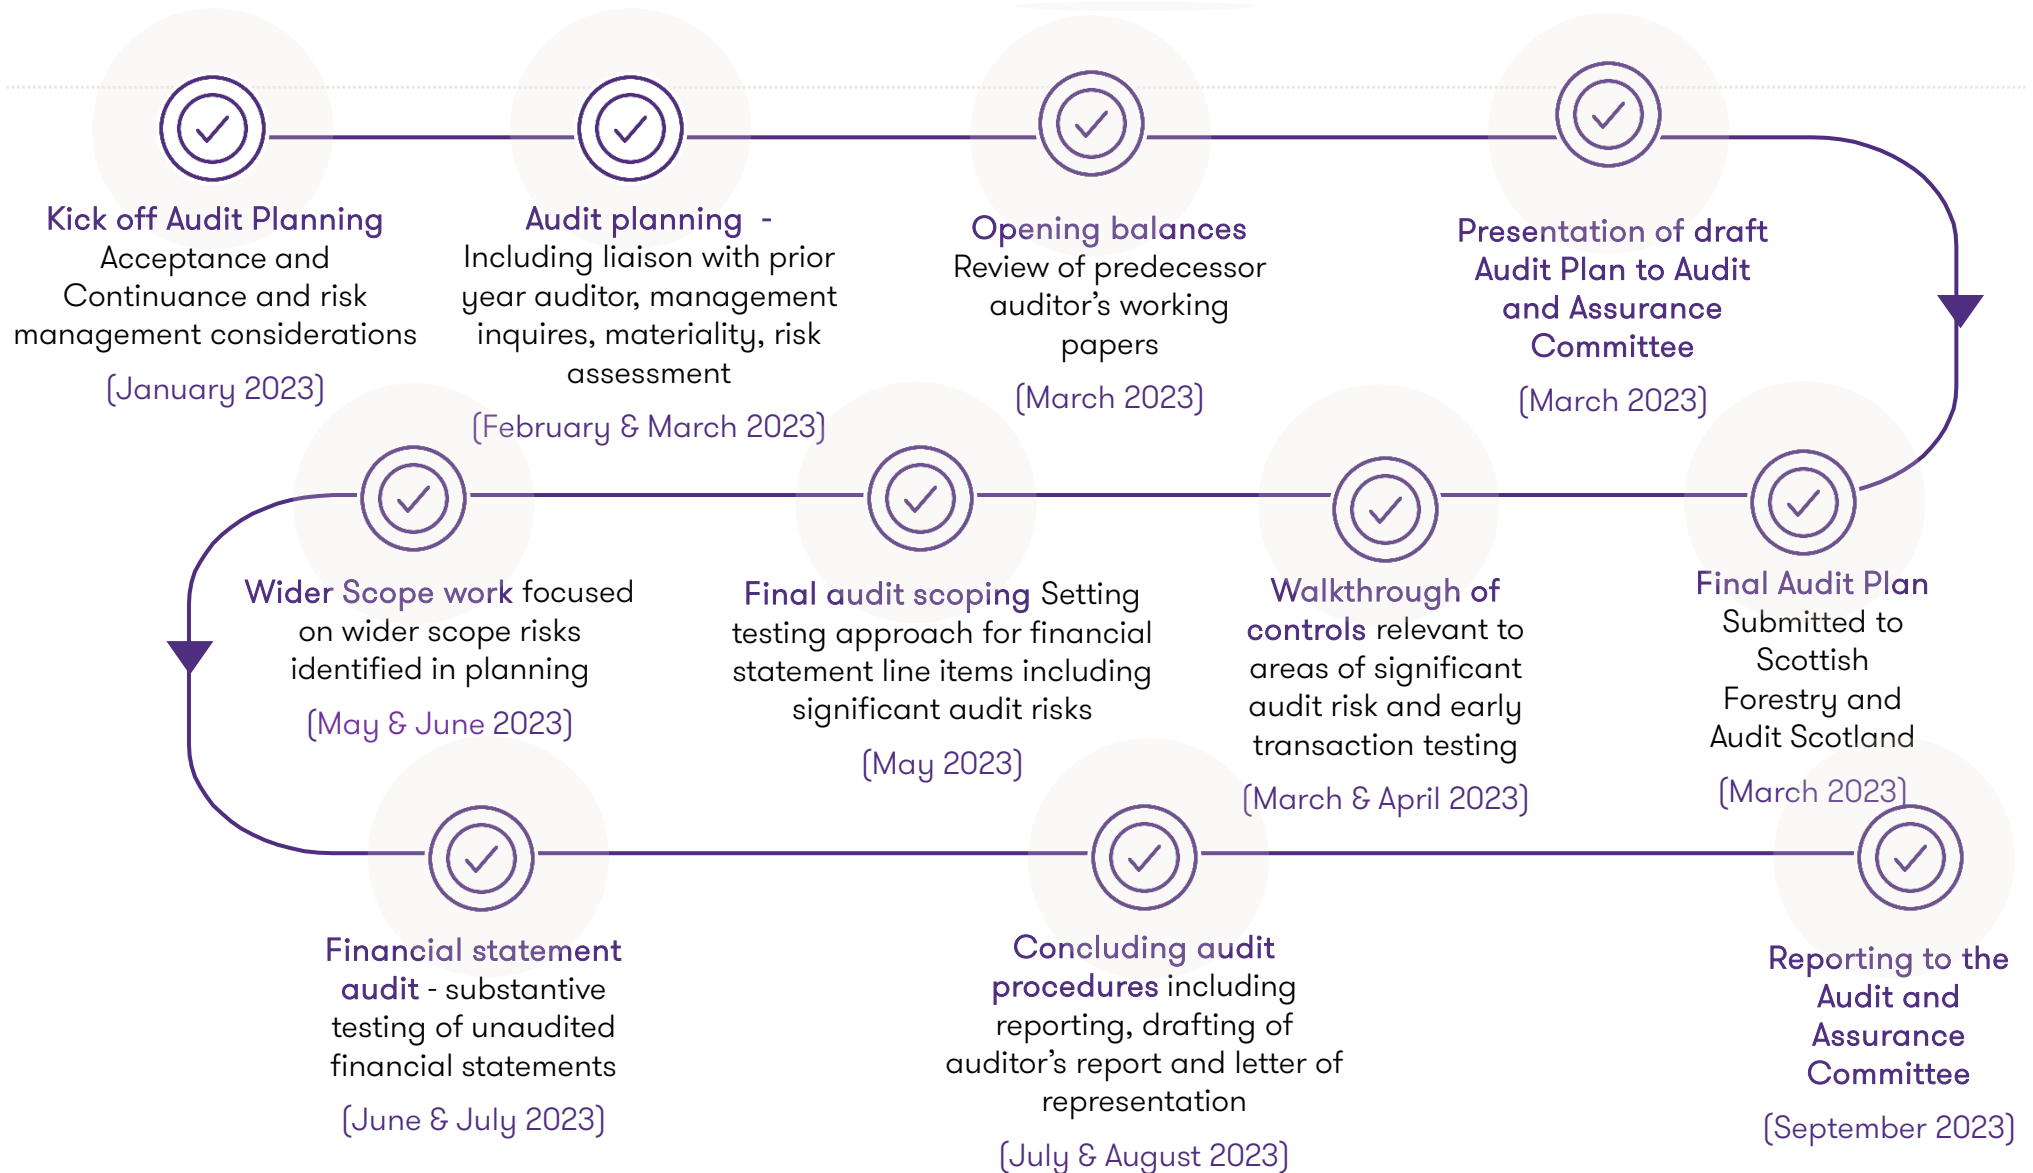 Kick off Audit Planning
Acceptance and
Continuance and risk
management considerations
(January 2023)
Audit planning -
Including liaison with prior
year auditor, management
inquires, materiality, risk
assessment
(February & March 2023)
Opening balances
Review of predecessor
auditor's working
papers
(March 2023)
Presentation of draft
Audit Plan to Audit
and Assurance
Committee
(March 2023)
Final Audit Plan
Submitted to
Scottish
Forestry and
Audit Scotland
(March 2023)
Walkthrough of
controls relevant to
areas of significant
audit risk and early
transaction testing
(March & April 2023)
Final audit scoping Setting
testing approach for financial
statement line items including
significant audit risks
(May 2023)
Wider Scope work focused
on wider scope risks
identified in planning
(May & June 2023)
Financial statement
audit - substantive
testing of unaudited
financial statements
(June & July 2023)
Concluding audit
procedures including
reporting, drafting of
auditor's report and letter of
representation
(July & August 2023)
Reporting to the
Audit and
Assurance
Committee
(September 2023)